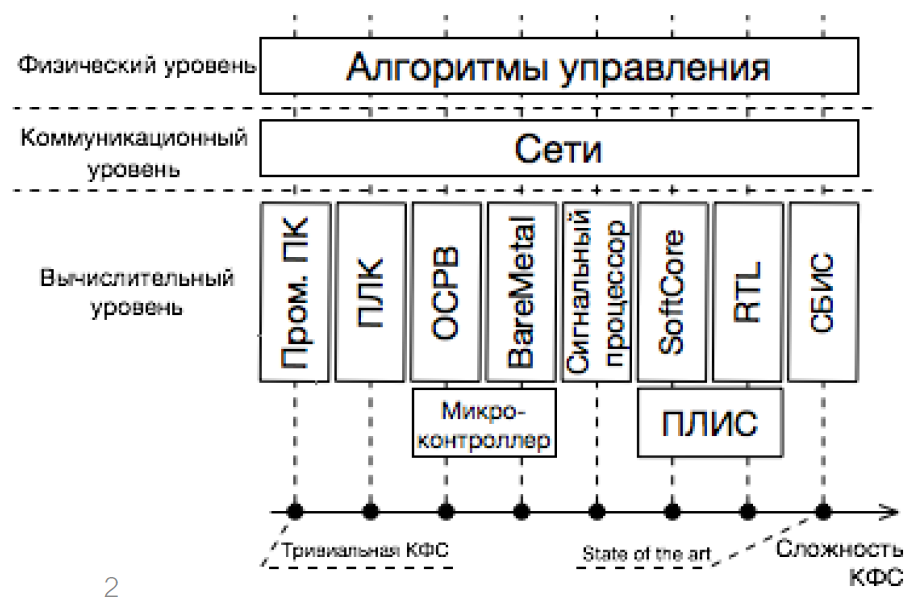 Физический уровень
Алгоритмы управления
Коммуникационный
уровень
Сети
Вычислительный
уровень
Пром. ПК
ПЛК
ОСРВ
BareMetal
Сигнальный
процессор
SoftCore
RTL
СБИС
Микро-
контроллер
ПЛИС
Тривиальная КФС
State of the art
Сложность
КФС
2